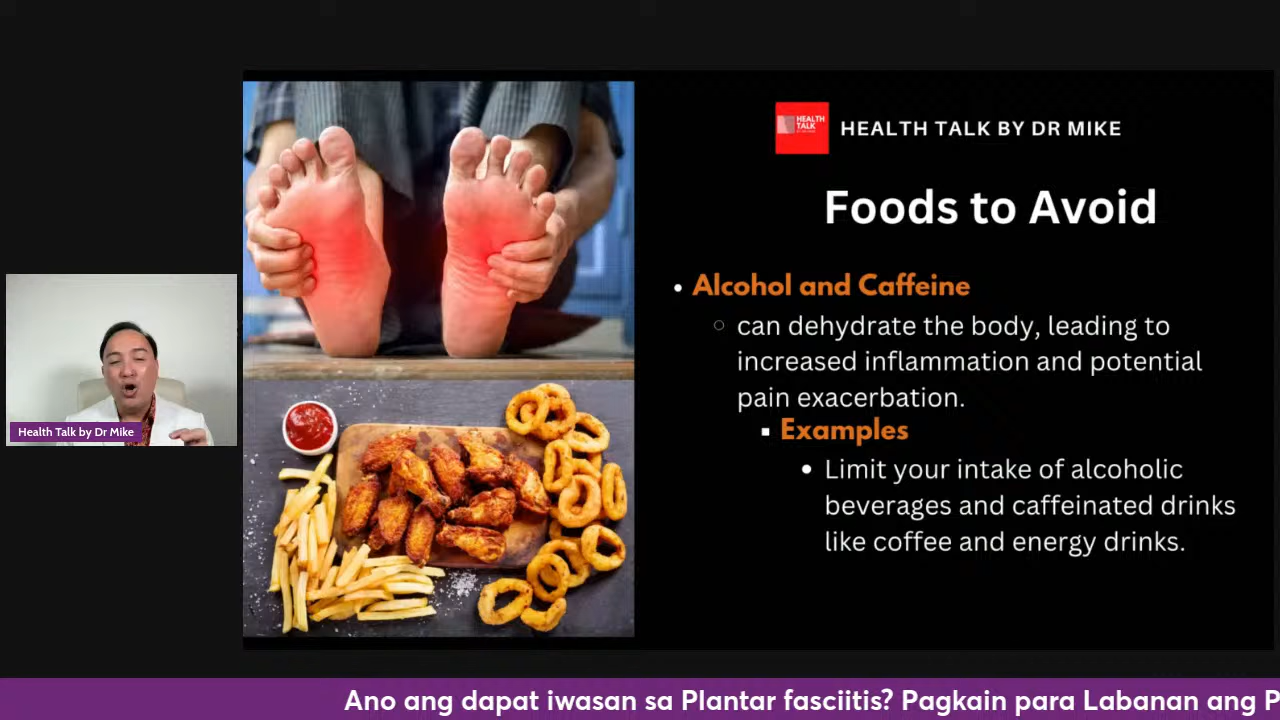 HEALTH
TALK
HEALTH TALK BY DR MIKE
Foods to Avoid
Alcohol and Caffeine
can dehydrate the body, leading to
increased inflammation and potential
pain exacerbation.
Examples
Limit your intake of alcoholic
beverages and caffeinated drinks
like coffee and energy drinks.
Health Talk by Dr Mike
Ano ang dapat iwasan sa Plantar fasciitis? Pagkain para Labanan ang P